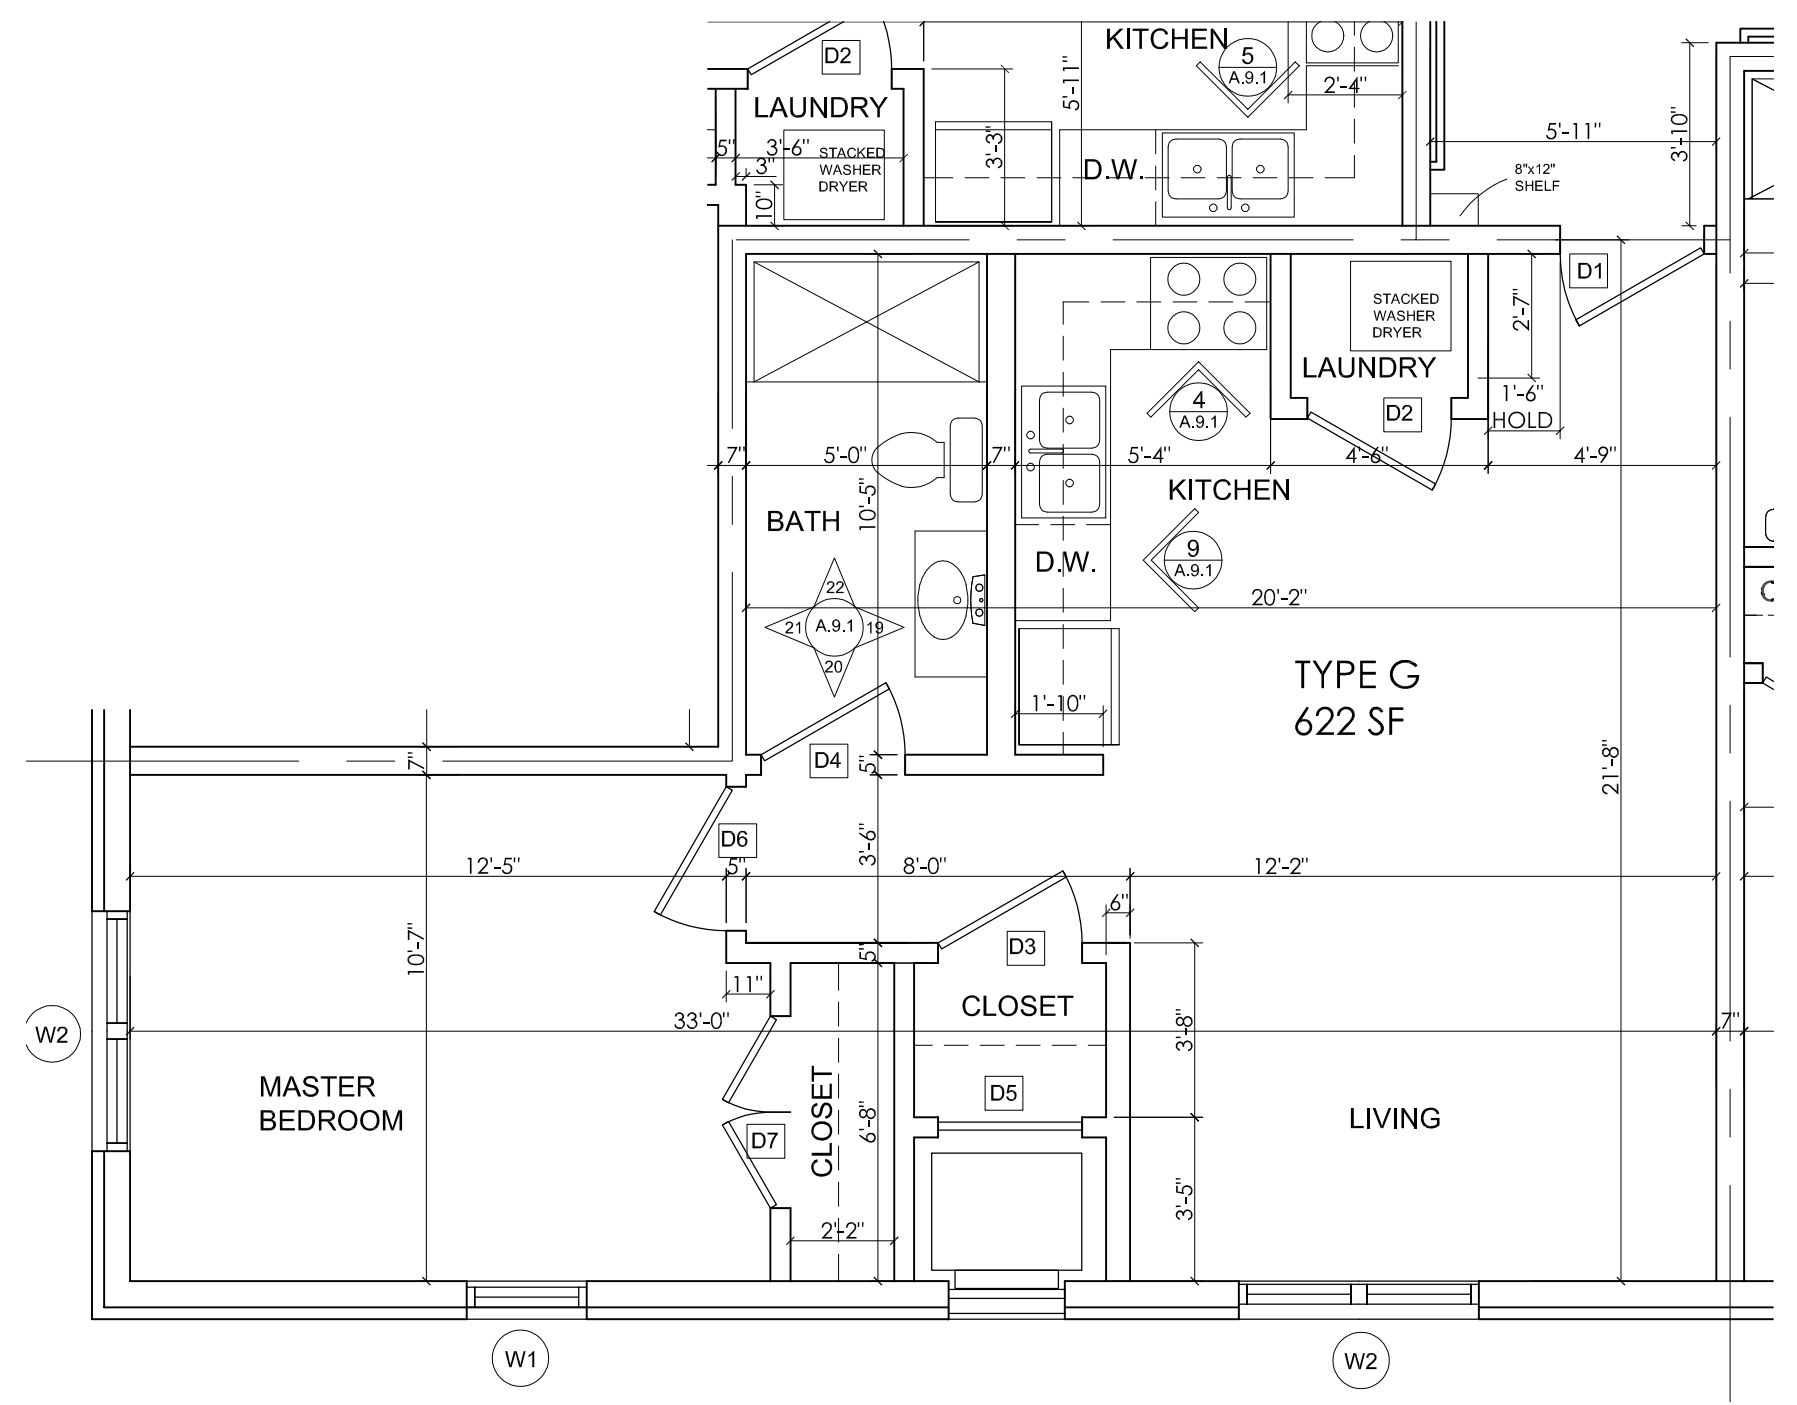 D2
KITCHEN
5
A.9.1
2'-4"
5'-11"
LAUNDRY
5"
3'-6"
3"
STACKED
WASHER
DRYER
10"
3'-3"
D.W.
5'-11"
3'-10"
8"x12"
SHELF
D1
STACKED
WASHER
DRYER
2'-7"
LAUNDRY
1'-6"
HOLD
D2
4
A.9.1
7"
5'-0"
7"
5'-4"
4'-6"
4'-9"
10'-5"
KITCHEN
BATH
D.W.
9
A.9.1
22
21
A.9.1
19
20
20'-2"
TYPE G
622 SF
1'-10"
7"
D4
5"
21'-8"
D6
3'-6"
12'-5"
5"
8'-0"
12'-2"
6"
10'-7"
5"
D3
11"
CLOSET
33'-0"
3'-8"
7"
W2
MASTER
BEDROOM
CLOSET
6'-8"
D5
D7
LIVING
3'-5"
2'-2"
W1
W2